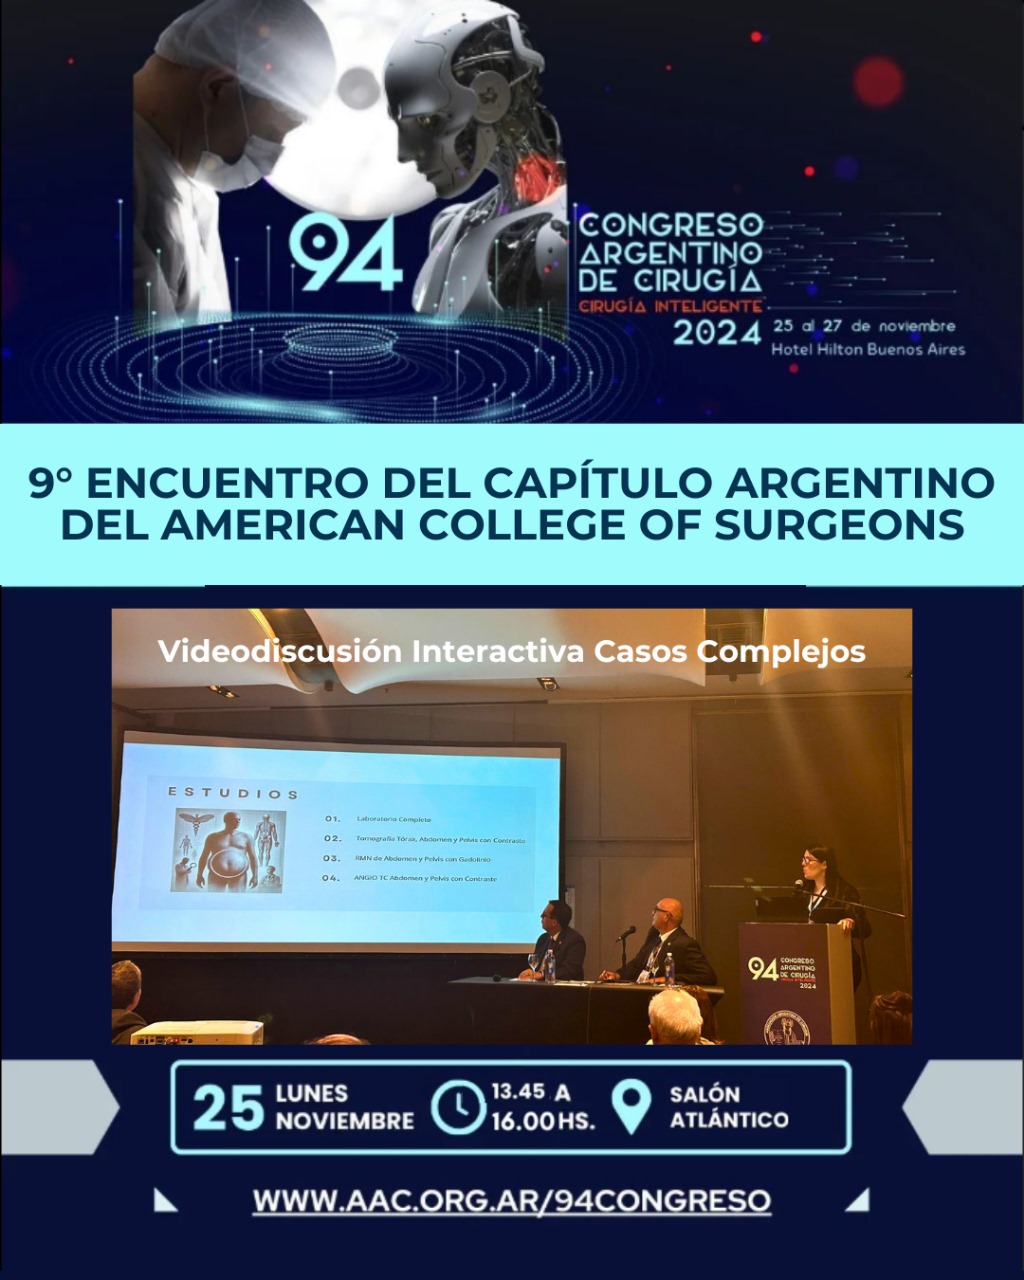 94
CONGRESO
ARGENTINO
DE CIRUGÍA
CIRUGÍA INTELIGENTE
2024
25 al 27 de noviembre
Hotel Hilton Buenos Aires
9° ENCUENTRO DEL CAPÍTULO ARGENTINO
DEL AMERICAN COLLEGE OF SURGEONS
Videodiscusión Interactiva Casos Complejos
ESTUDIOS
01. Laboratorio Completo
02. Tomografía Tórax, Abdomen y Pelvis con Contraste
03. RMN de Abdomen y Pelvis con Gadolinio
04. ANGIO TC Abdomen y Pelvis con Contraste
94
CONGRESO
ARGENTINO
DE CIRUGÍA
2024
25 LUNES
NOVIEMBRE
13.45 A
16.00 HS.
SALÓN
ATLÁNTICO
WWW.AAC.ORG.AR/94CONGRESO